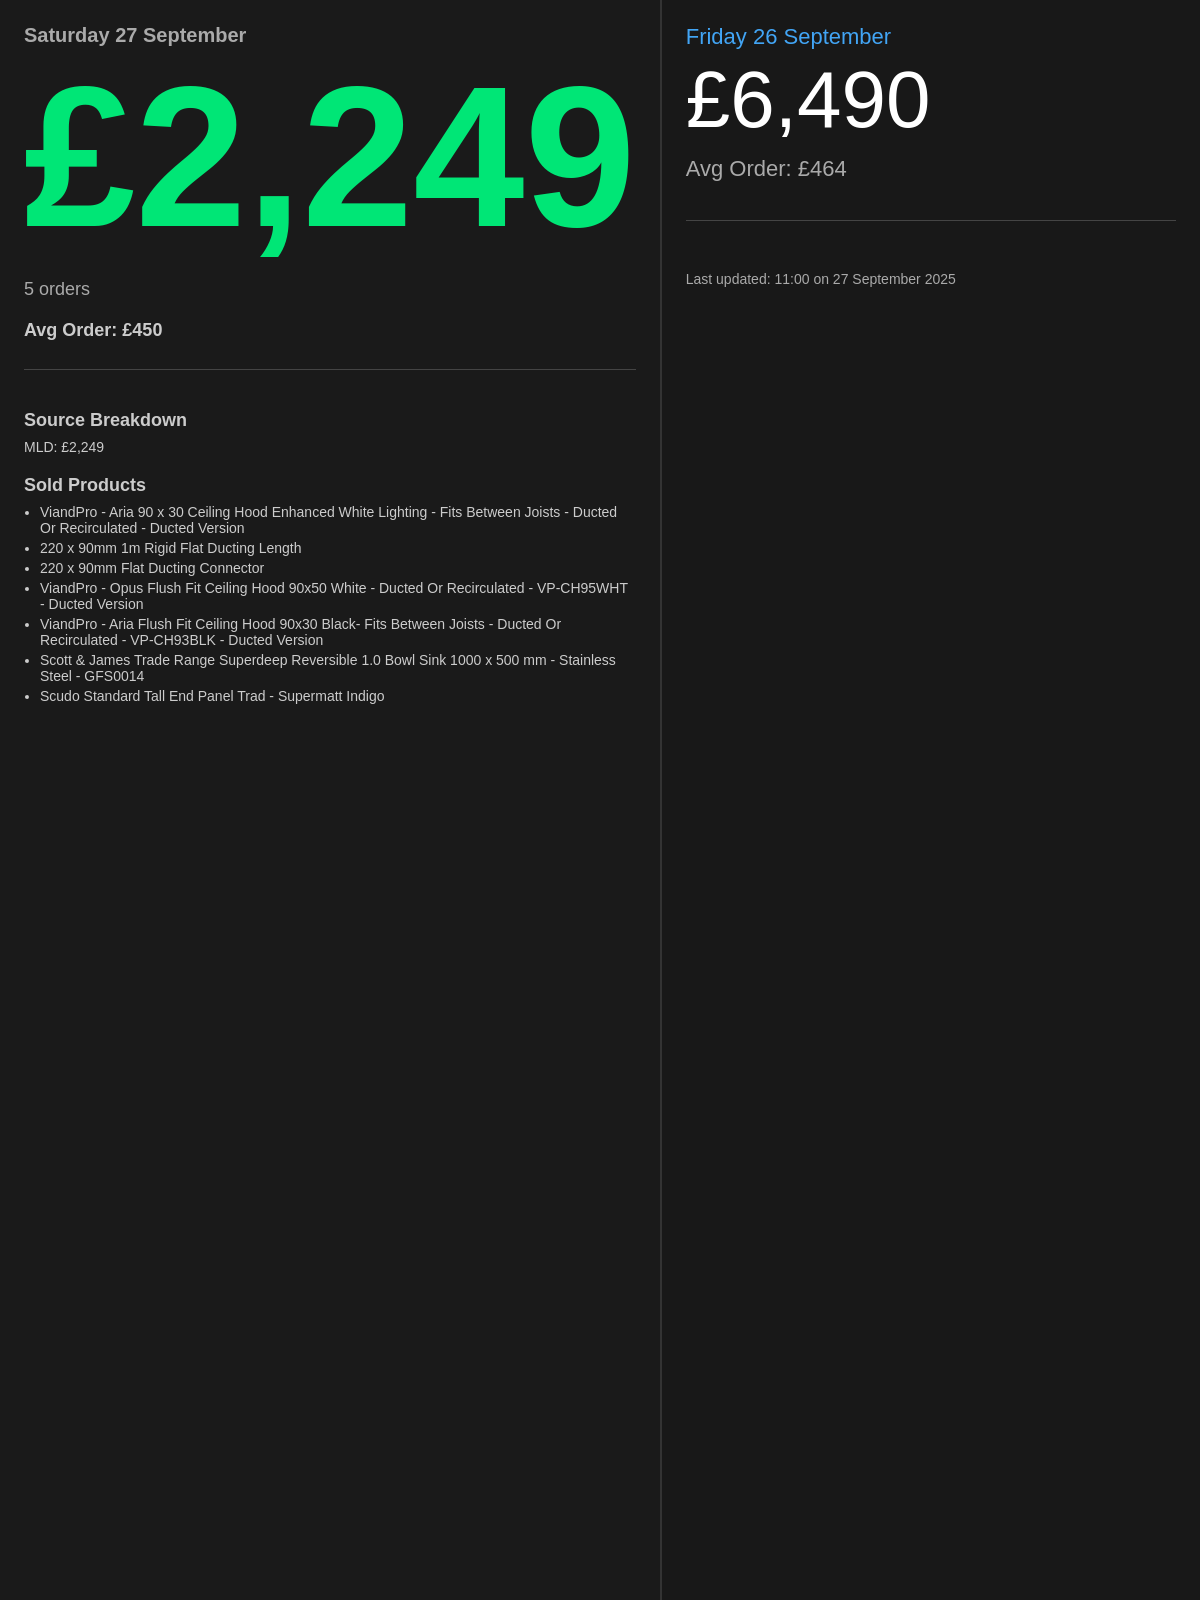 Saturday 27 September
£2,249
5 orders
Avg Order: £450
Source Breakdown
MLD: £2,249
Sold Products
• ViandPro - Aria 90 x 30 Ceiling Hood Enhanced White Lighting - Fits Between Joists - Ducted
Or Recirculated - Ducted Version
• 220 x 90mm 1m Rigid Flat Ducting Length
• 220 x 90mm Flat Ducting Connector
• ViandPro - Opus Flush Fit Ceiling Hood 90x50 White - Ducted Or Recirculated - VP-CH95WHT
- Ducted Version
• ViandPro - Aria Flush Fit Ceiling Hood 90x30 Black- Fits Between Joists - Ducted Or
Recirculated - VP-CH93BLK - Ducted Version
• Scott & James Trade Range Superdeep Reversible 1.0 Bowl Sink 1000 x 500 mm - Stainless
Steel - GFS0014
• Scudo Standard Tall End Panel Trad - Supermatt Indigo
Friday 26 September
£6,490
Avg Order: £464
Last updated: 11:00 on 27 September 2025